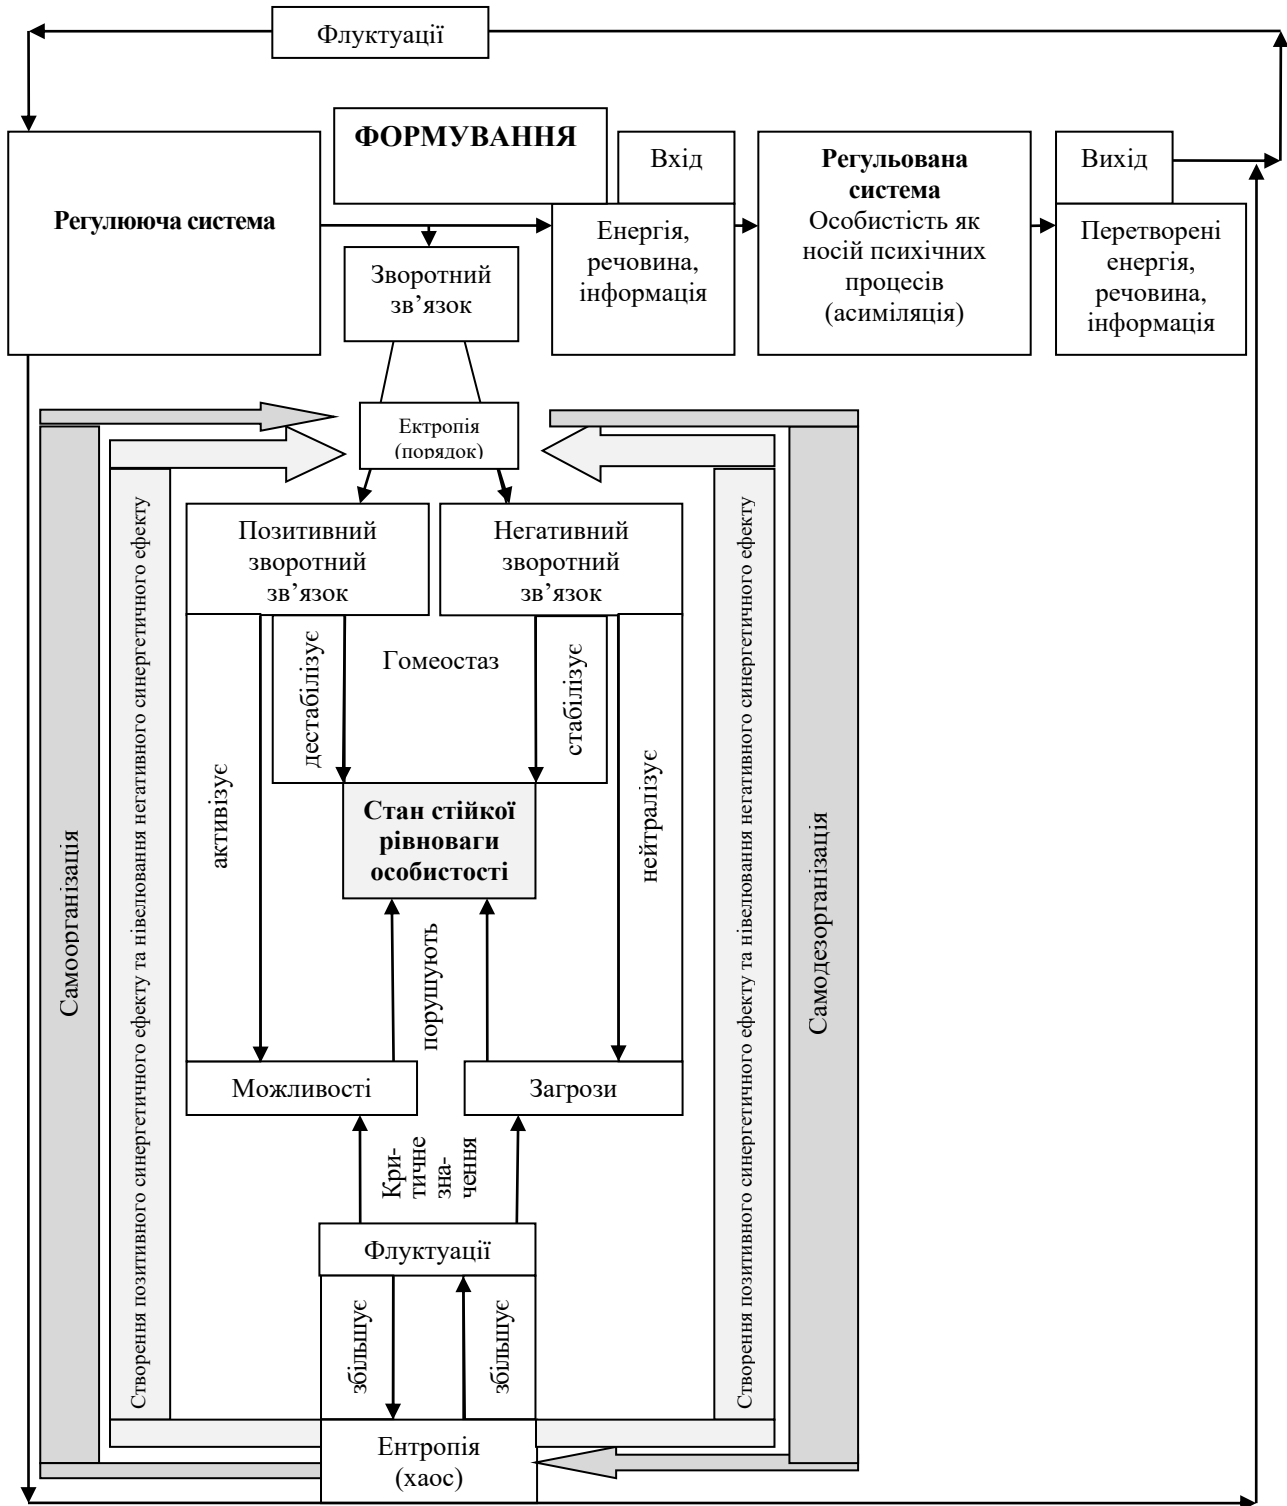 Флуктуації
ФОРМУВАННЯ
Регулююча система
Вхід
Енергія,
речовина,
інформація
Регульована
система
Особистість як
носій психічних
процесів
(асиміляція)
Вихід
Перетворені
енергія,
речовина,
інформація
Зворотний
зв’язок
Ектропія
(порядок)
Позитивний
зворотний
зв’язок
Негативний
зворотний
зв’язок
Самоорганізація
Створення позитивного синергетичного ефекту та нівелювання негативного синергетичного ефекту
активізує
дестабілізує
Гомеостаз
стабілізує
нейтралізує
Створення позитивного синергетичного ефекту та нівелювання негативного синергетичного ефекту
Самодезорганізація
Стан стійкої
рівноваги
особистості
порушують
Можливості
Загрози
Кри-
тичне
зна-
чення
Флуктуації
збільшує
збільшує
Ентропія
(хаос)